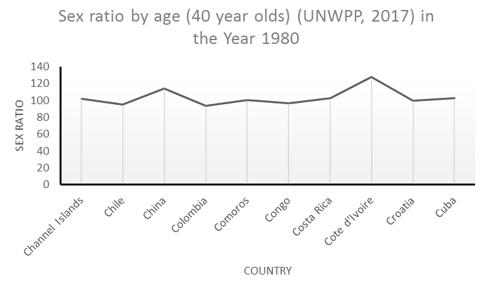 Sex ratio by age (40 year olds) (UNWPP, 2017) in
the Year 1980
140
120
100
80
60
40
20
0
SEX RATIO
Channel Islands
Chile
China
Colombia
Comoros
Congo
Costa Rica
Cote d'Ivoire
Croatia
Cuba
COUNTRY